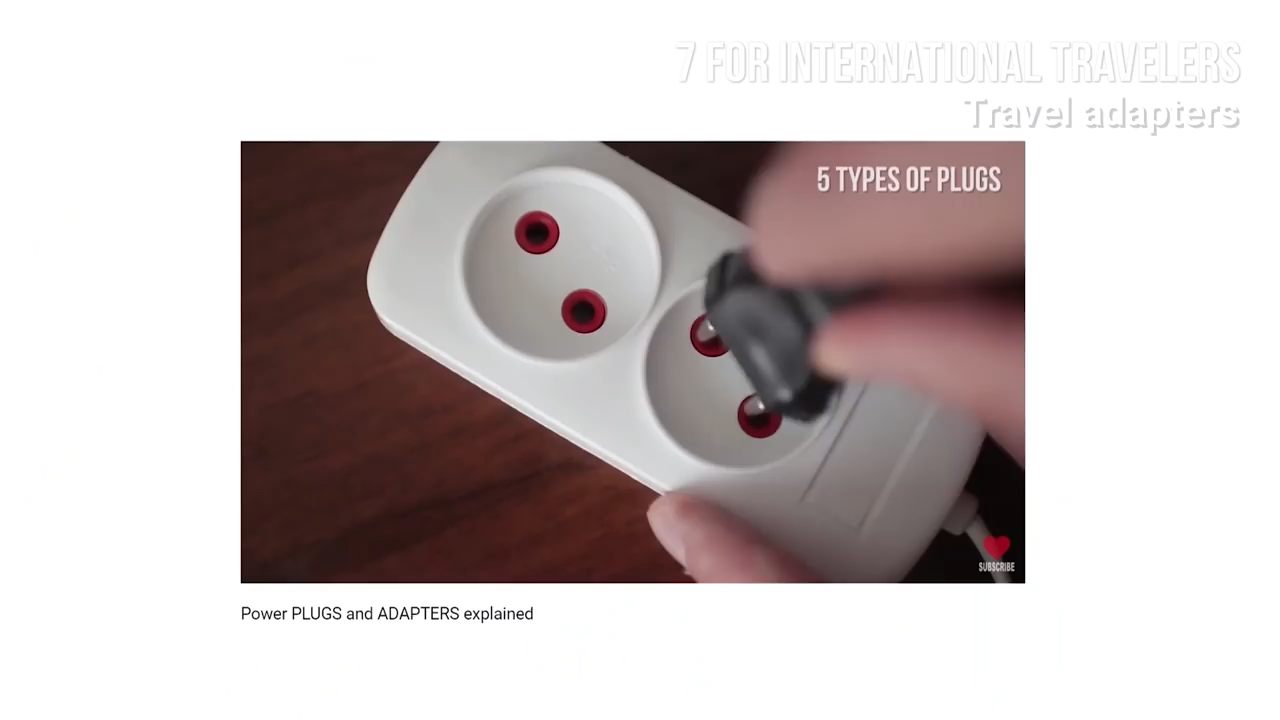 7 FOR INTERNATIONAL TRAVELERS
Travel adapters
5 TYPES OF PLUGS
SUBSCRIBE
Power PLUGS and ADAPTERS explained